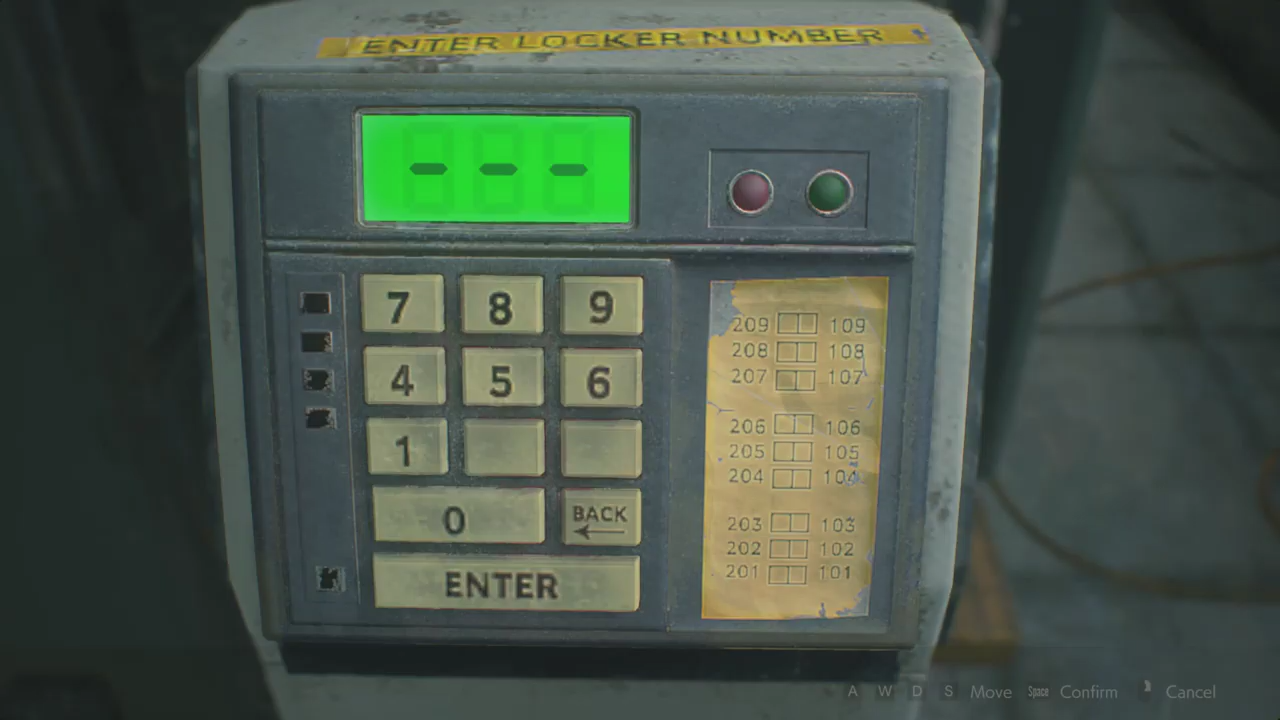 ENTER LOCKER NUMBER
- - -
7 8 9
4 5 6
1
0 BACK
ENTER
209 109
208 108
207 107
206 106
205 105
204 104
203 103
202 102
201 101
A W D S Move Space Confirm Cancel